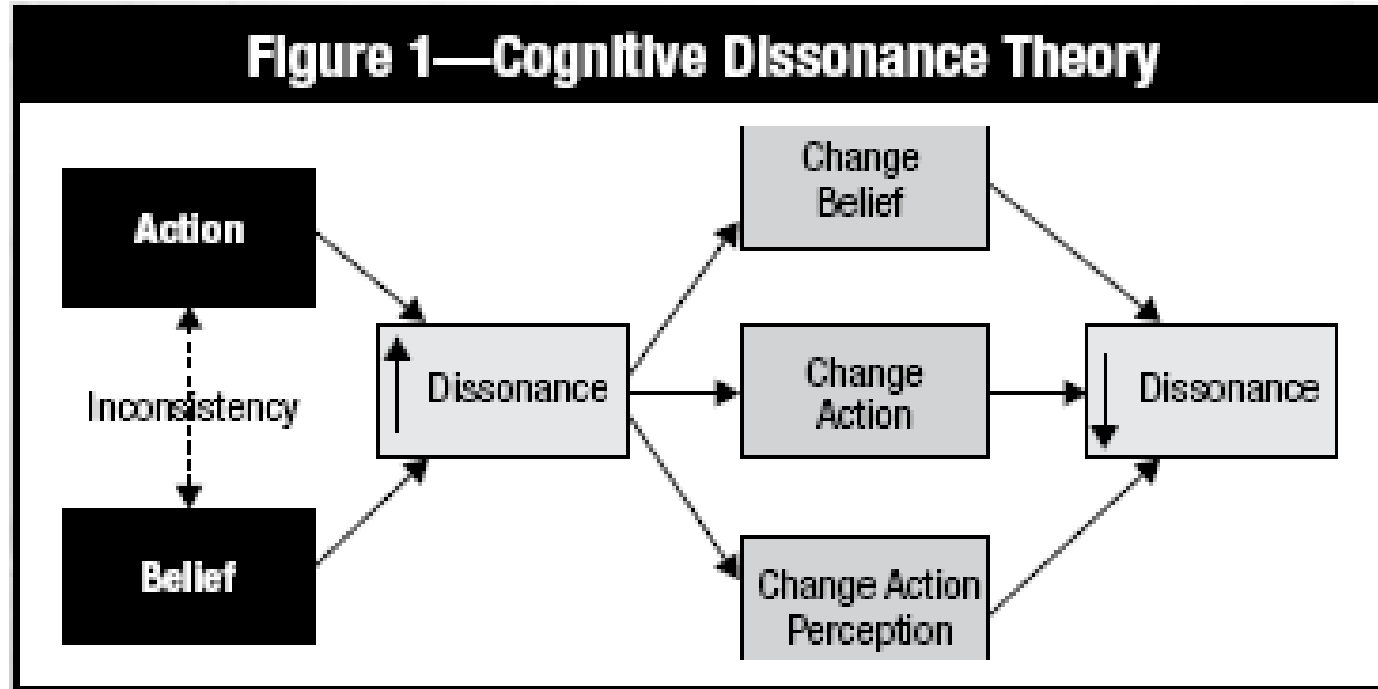 Figure 1—Cognitive Dissonance Theory
Action
Inconsistency
Belief
Dissonance
Change
Belief
Change
Action
Change Action
Perception
Dissonance